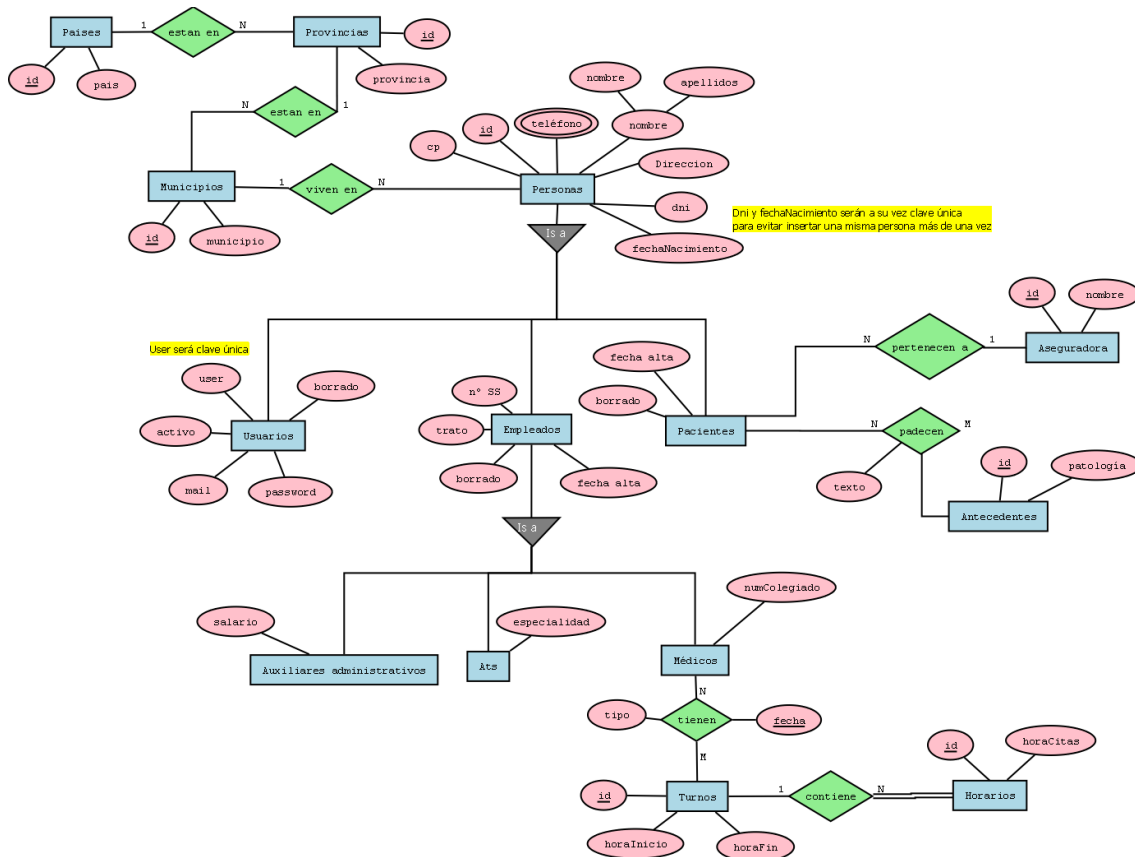 Paises
1
estan en
N
Provincias
id
id
pais
provincia
nombre
apellidos
N
estan en
1
teléfono
nombre
id
cp
Direccion
Municipios
1
viven en
N
Personas
dni
id
municipio
fechaNacimiento
Dni y fechaNacimiento serán a su vez clave única
para evitar insertar una misma persona más de una vez
Is a
id
nombre
N
pertenecen a
1
Aseguradora
User será clave única
user
borrado
nº SS
fecha alta
borrado
activo
Usuarios
trato
Empleados
Pacientes
N
padecen
M
mail
password
borrado
fecha alta
texto
id
patología
Antecedentes
Is a
numColegiado
salario
especialidad
Auxiliares administrativos
Ats
Médicos
N
tipo
tienen
fecha
M
id
horaCitas
id
Turnos
1
contiene
N
Horarios
horaInicio
horaFin